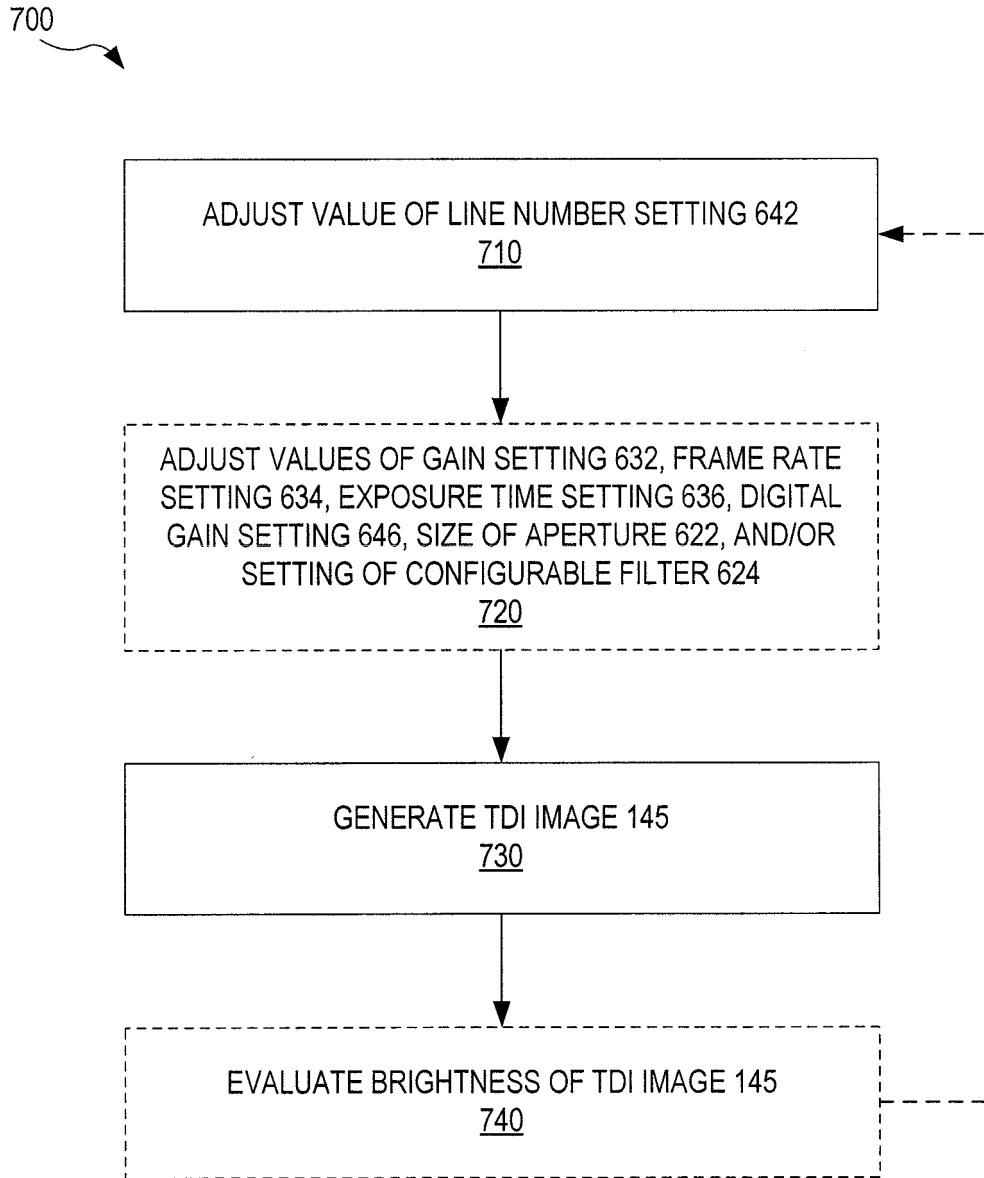 700
ADJUST VALUE OF LINE NUMBER SETTING 642
710
ADJUST VALUES OF GAIN SETTING 632, FRAME RATE
SETTING 634, EXPOSURE TIME SETTING 636, DIGITAL
GAIN SETTING 646, SIZE OF APERTURE 622, AND/OR
SETTING OF CONFIGURABLE FILTER 624
720
GENERATE TDI IMAGE 145
730
EVALUATE BRIGHTNESS OF TDI IMAGE 145
740